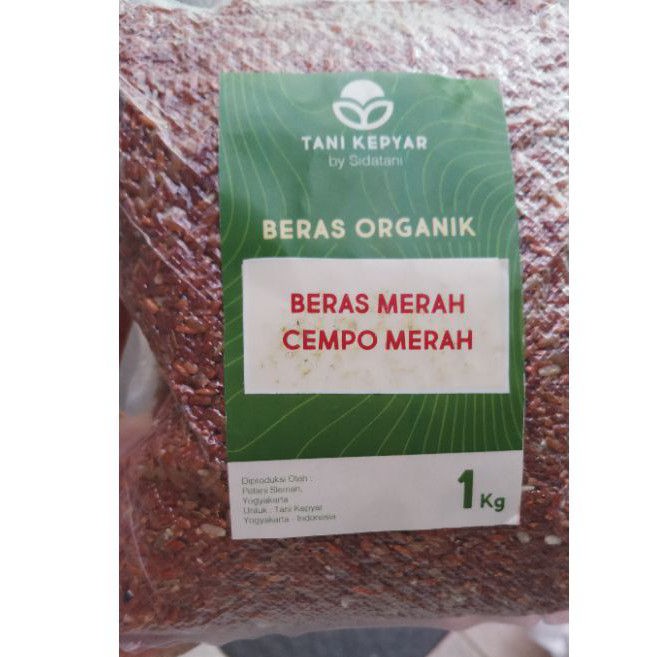 TANI KEPYAR
by Sidatani
BERAS ORGANIK
BERAS MERAH
CEMPO MERAH
Diproduksi Oleh :
Petani Sleman,
Yogyakarta
Untuk : Tani Kepyar
Yogyakarta - Indonesia
1 Kg